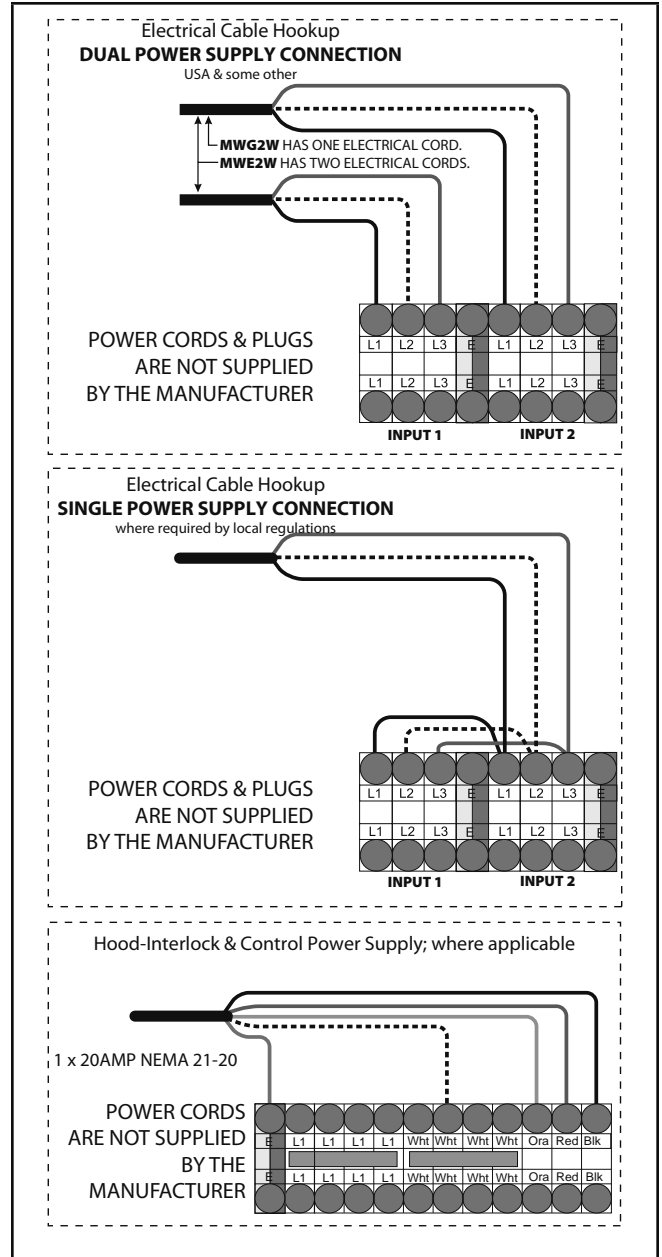 Electrical Cable Hookup
DUAL POWER SUPPLY CONNECTION
USA & some other
MWG2W HAS ONE ELECTRICAL CORD.
MWE2W HAS TWO ELECTRICAL CORDS.
POWER CORDS & PLUGS
ARE NOT SUPPLIED
BY THE MANUFACTURER
L1 L2 L3 E L1 L2 L3 E
L1 L2 L3 E L1 L2 L3 E
INPUT 1 INPUT 2
Electrical Cable Hookup
SINGLE POWER SUPPLY CONNECTION
where required by local regulations
POWER CORDS & PLUGS
ARE NOT SUPPLIED
BY THE MANUFACTURER
L1 L2 L3 E L1 L2 L3 E
L1 L2 L3 E L1 L2 L3 E
INPUT 1 INPUT 2
Hood-Interlock & Control Power Supply; where applicable
1 x 20AMP NEMA 21-20
POWER CORDS
ARE NOT SUPPLIED
BY THE
MANUFACTURER
E L1 L1 L1 L1 Wht Wht Wht Wht Ora Red Blk
E L1 L1 L1 L1 Wht Wht Wht Wht Ora Red Blk